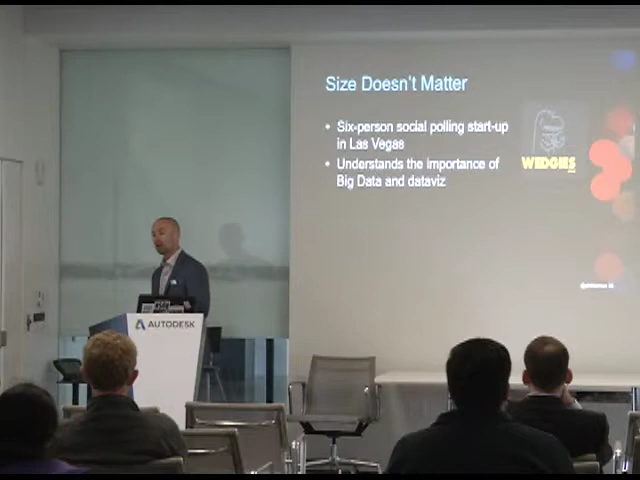 Size Doesn't Matter
• Six-person social polling start-up
in Las Vegas
• Understands the importance of
Big Data and dataviz
WEDGIES
AUTODESK